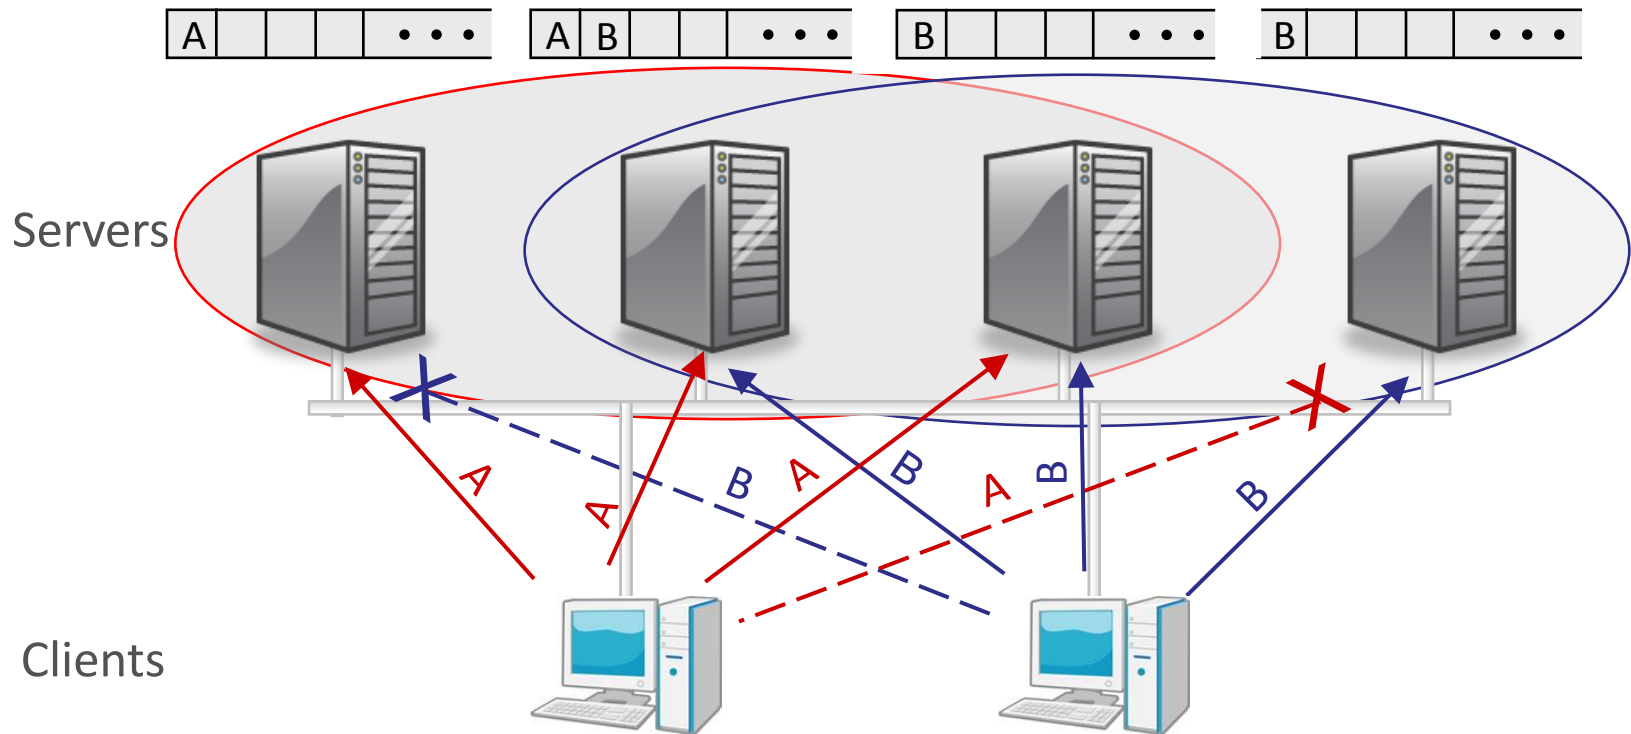 A • • • A B • • • B • • • B • • •
Servers
A A B A B A B B
Clients